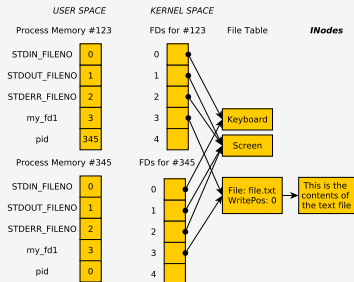 USER SPACE
KERNEL SPACE
Process Memory #123
FDs for #123
File Table
INodes
STDIN_FILENO 0
STDOUT_FILENO 1
STDERR_FILENO 2
my_fd1 3
pid 345
0
1
2
3
4
Keyboard
Screen
File: file.txt
WritePos: 0
This is the
contents of
the text file
Process Memory #345
FDs for #345
STDIN_FILENO 0
STDOUT_FILENO 1
STDERR_FILENO 2
my_fd1 3
pid 0
0
1
2
3
4